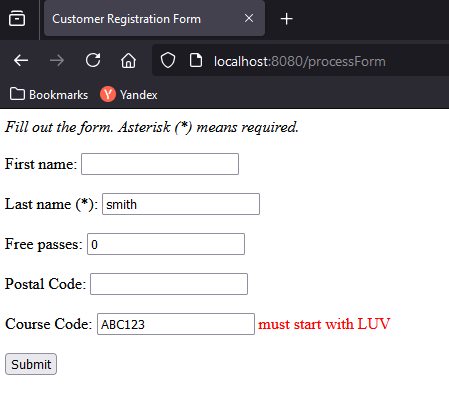 Customer Registration Form
localhost:8080/processForm
Bookmarks Yandex
Fill out the form. Asterisk (*) means required.
First name:
Last name (*): smith
Free passes: 0
Postal Code:
Course Code: ABC123 must start with LUV
Submit